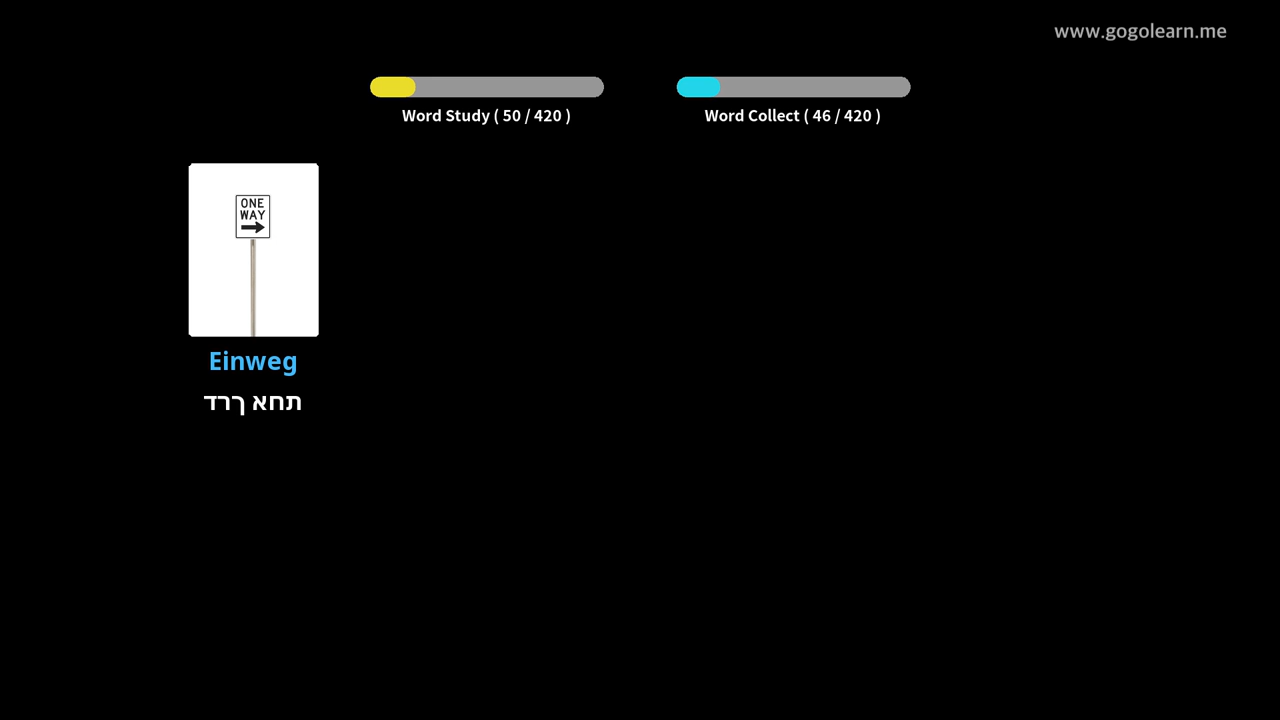 www.gogolearn.me
Word Study ( 50 / 420 )
Word Collect ( 46 / 420 )
ONE
WAY
Einweg
דרך אחת